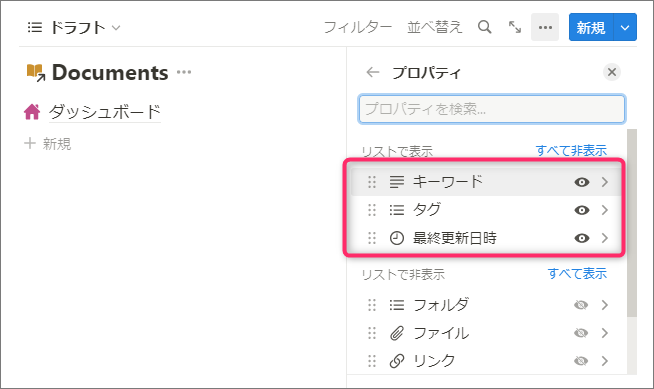 ドラフト フィルター 並べ替え 新規
Documents
ダッシュボード
新規
プロパティ
プロパティを検索...
リストで表示 すべて非表示
キーワード
タグ
最終更新日時
リストで非表示 すべて表示
フォルダ
ファイル
リンク